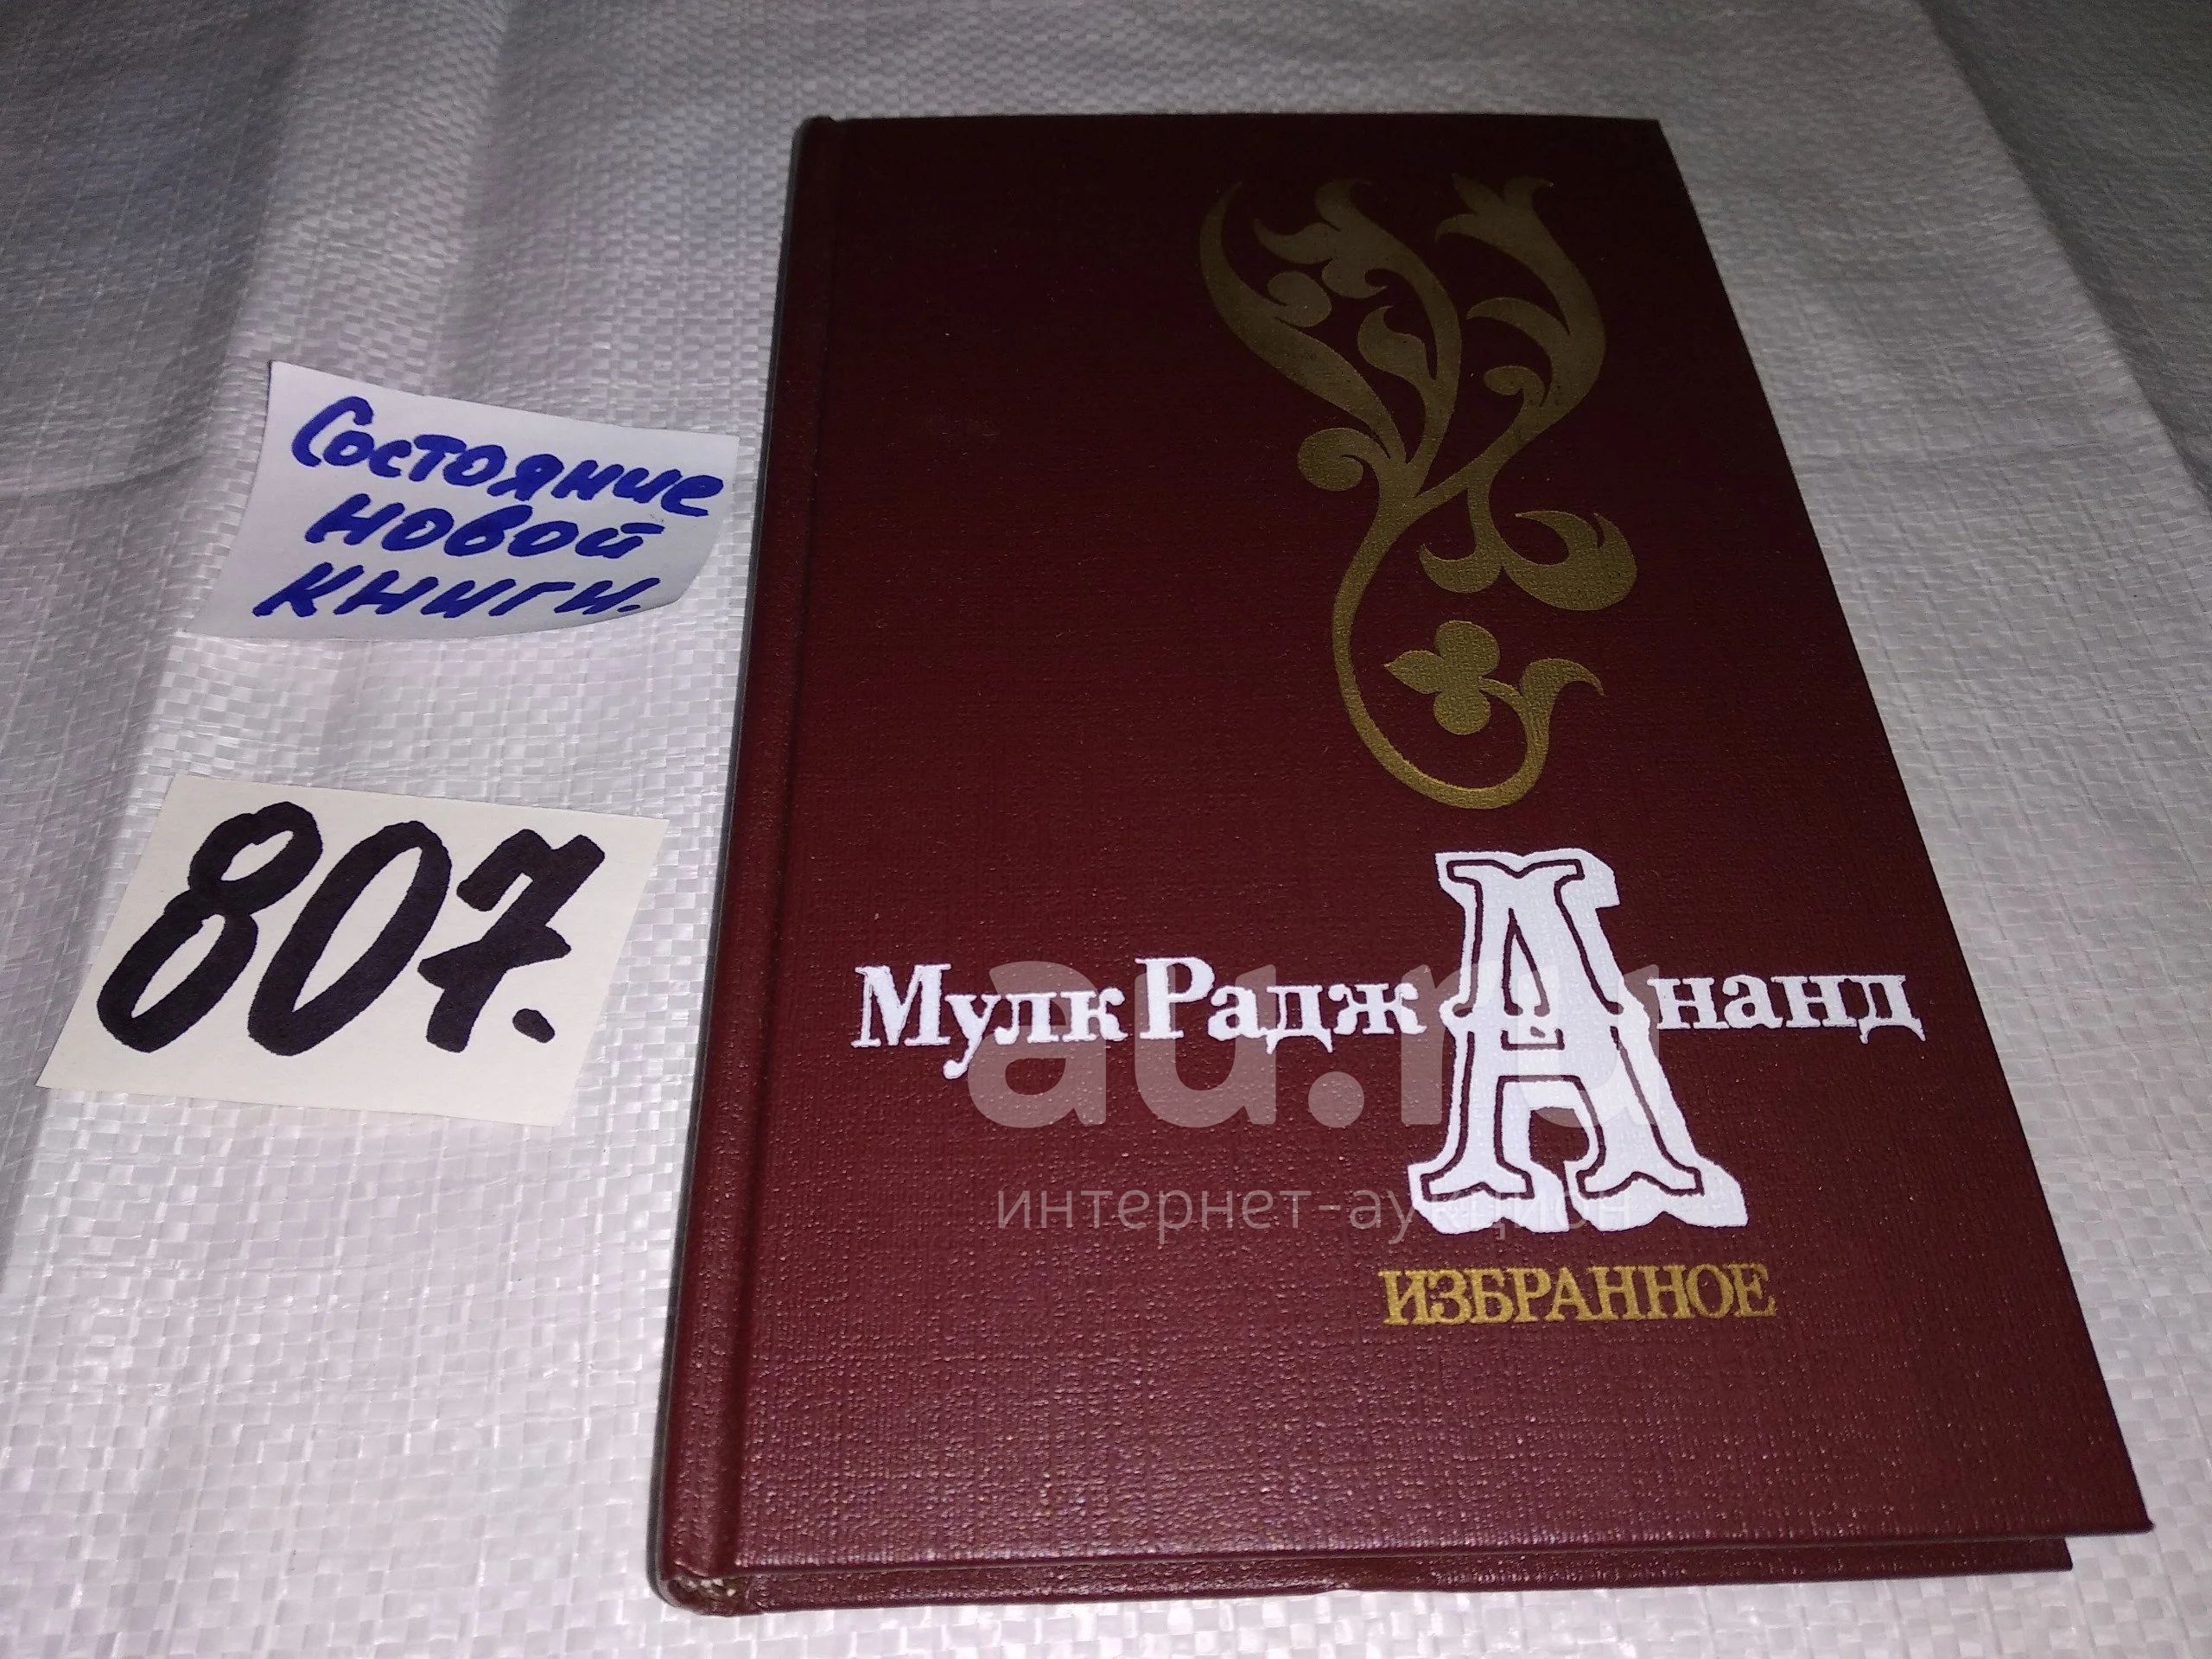 Состояние
новой
книги.
807.
Мулк Радж Ананд
au.ru
интернет-аукцион
ИЗБРАННОЕ